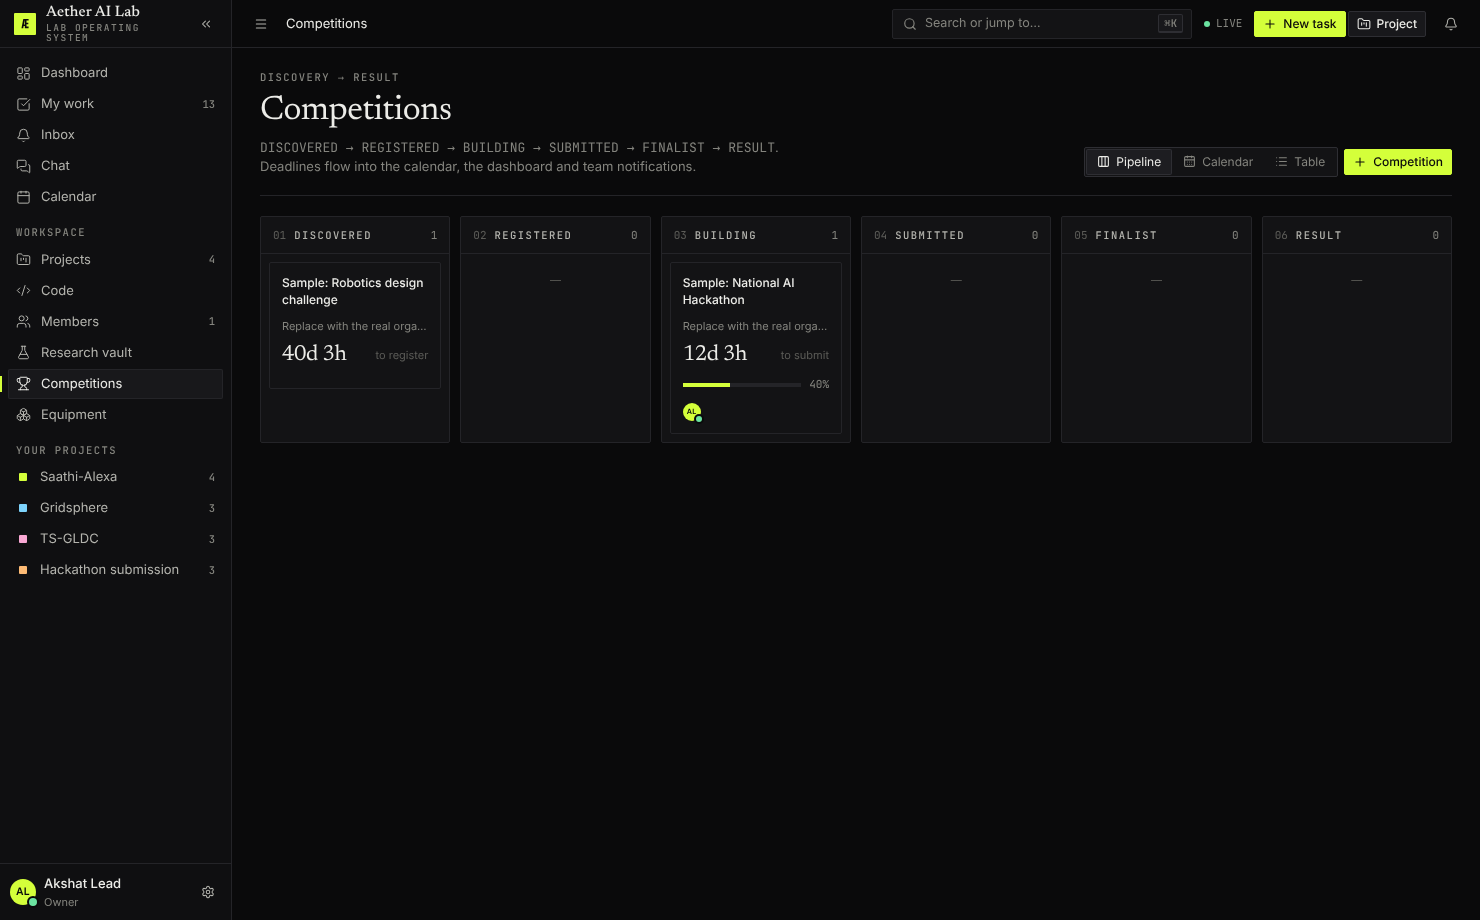 Æ
Aether AI Lab
LAB OPERATING
SYSTEM
Dashboard
My work 13
Inbox
Chat
Calendar
WORKSPACE
Projects 4
Code
Members 1
Research vault
Competitions
Equipment
YOUR PROJECTS
Saathi-Alexa 4
Gridsphere 3
TS-GLDC 3
Hackathon submission 3
AL
Akshat Lead
Owner
Competitions
Search or jump to...
⌘K
LIVE
New task
Project
DISCOVERY → RESULT
Competitions
DISCOVERED → REGISTERED → BUILDING → SUBMITTED → FINALIST → RESULT.
Deadlines flow into the calendar, the dashboard and team notifications.
Pipeline
Calendar
Table
Competition
01 DISCOVERED 1
Sample: Robotics design
challenge
Replace with the real orga...
40d 3h to register
02 REGISTERED 0
—
03 BUILDING 1
Sample: National AI
Hackathon
Replace with the real orga...
12d 3h to submit
40%
AL
04 SUBMITTED 0
—
05 FINALIST 0
—
06 RESULT 0
—